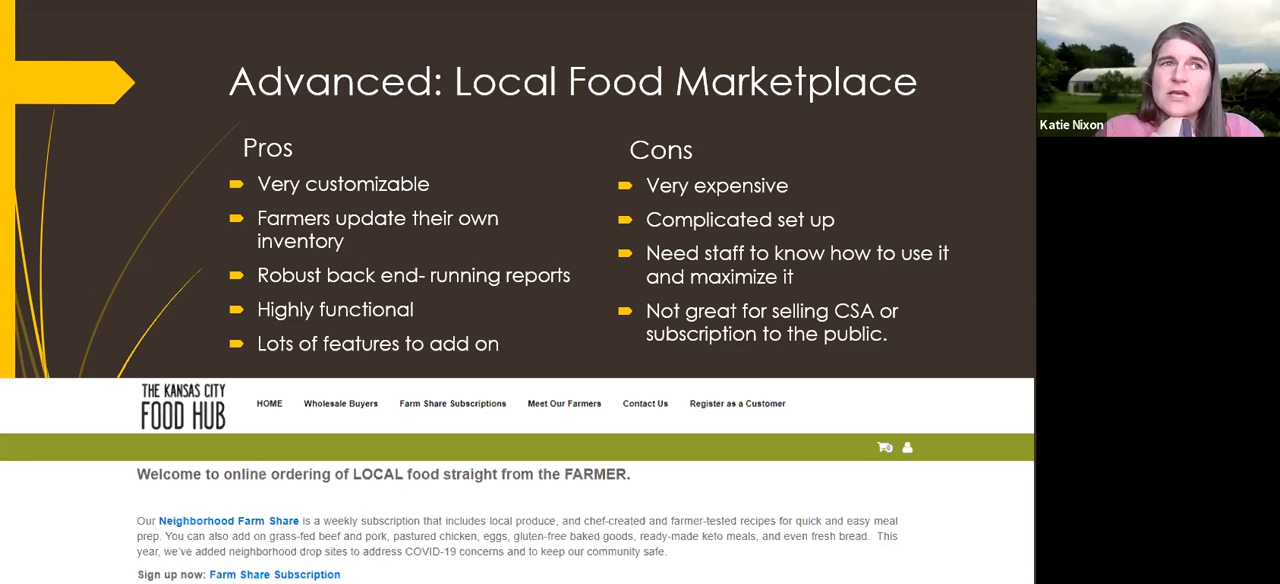 Advanced: Local Food Marketplace
Pros
Very customizable
Farmers update their own
inventory
Robust back end- running reports
Highly functional
Lots of features to add on
Cons
Very expensive
Complicated set up
Need staff to know how to use it
and maximize it
Not great for selling CSA or
subscription to the public.
Katie Nixon
THE KANSAS CITY
FOOD HUB
HOME Wholesale Buyers Farm Share Subscriptions Meet Our Farmers Contact Us Register as a Customer
0
Welcome to online ordering of LOCAL food straight from the FARMER.
Our Neighborhood Farm Share is a weekly subscription that includes local produce, and chef-created and farmer-tested recipes for quick and easy meal
prep. You can also add on grass-fed beef and pork, pastured chicken, eggs, gluten-free baked goods, ready-made keto meals, and even fresh bread. This
year, we've added neighborhood drop sites to address COVID-19 concerns and to keep our community safe.
Sign up now: Farm Share Subscription